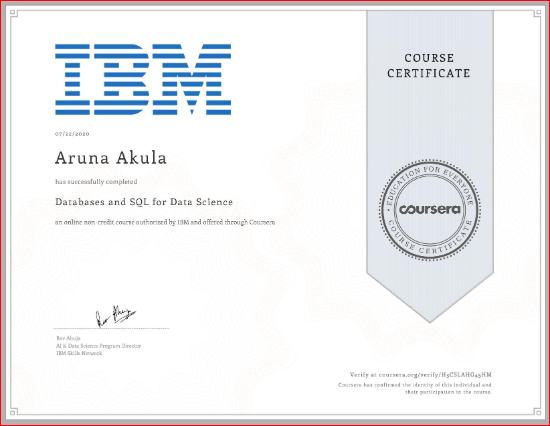 IBM
COURSE
CERTIFICATE
07/22/2020
Aruna Akula
has successfully completed
Databases and SQL for Data Science
an online non-credit course authorized by IBM and offered through Coursera
EDUCATION FOR EVERYONE
coursera
COURSE CERTIFICATE
Rav Ahuja
AI & Data Science Program Director
IBM Skills Network
Verify at coursera.org/verify/H3CSLAHG45HM
Coursera has confirmed the identity of this individual and
their participation in the course.